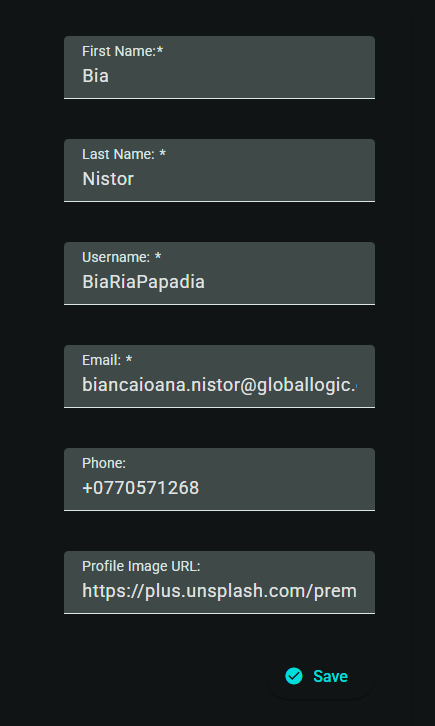 First Name:*
Bia
Last Name: *
Nistor
Username: *
BiaRiaPapadia
Email: *
biancaioana.nistor@globallogic.
Phone:
+0770571268
Profile Image URL:
https://plus.unsplash.com/prem
Save